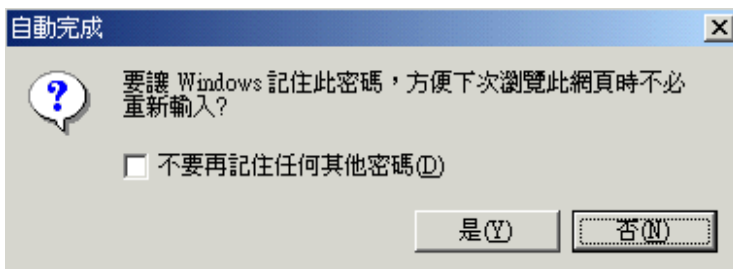 自動完成
要讓 Windows 記住此密碼，方便下次瀏覽此網頁時不必
重新輸入?
不要再記住任何其他密碼(D)
是(Y)
否(N)